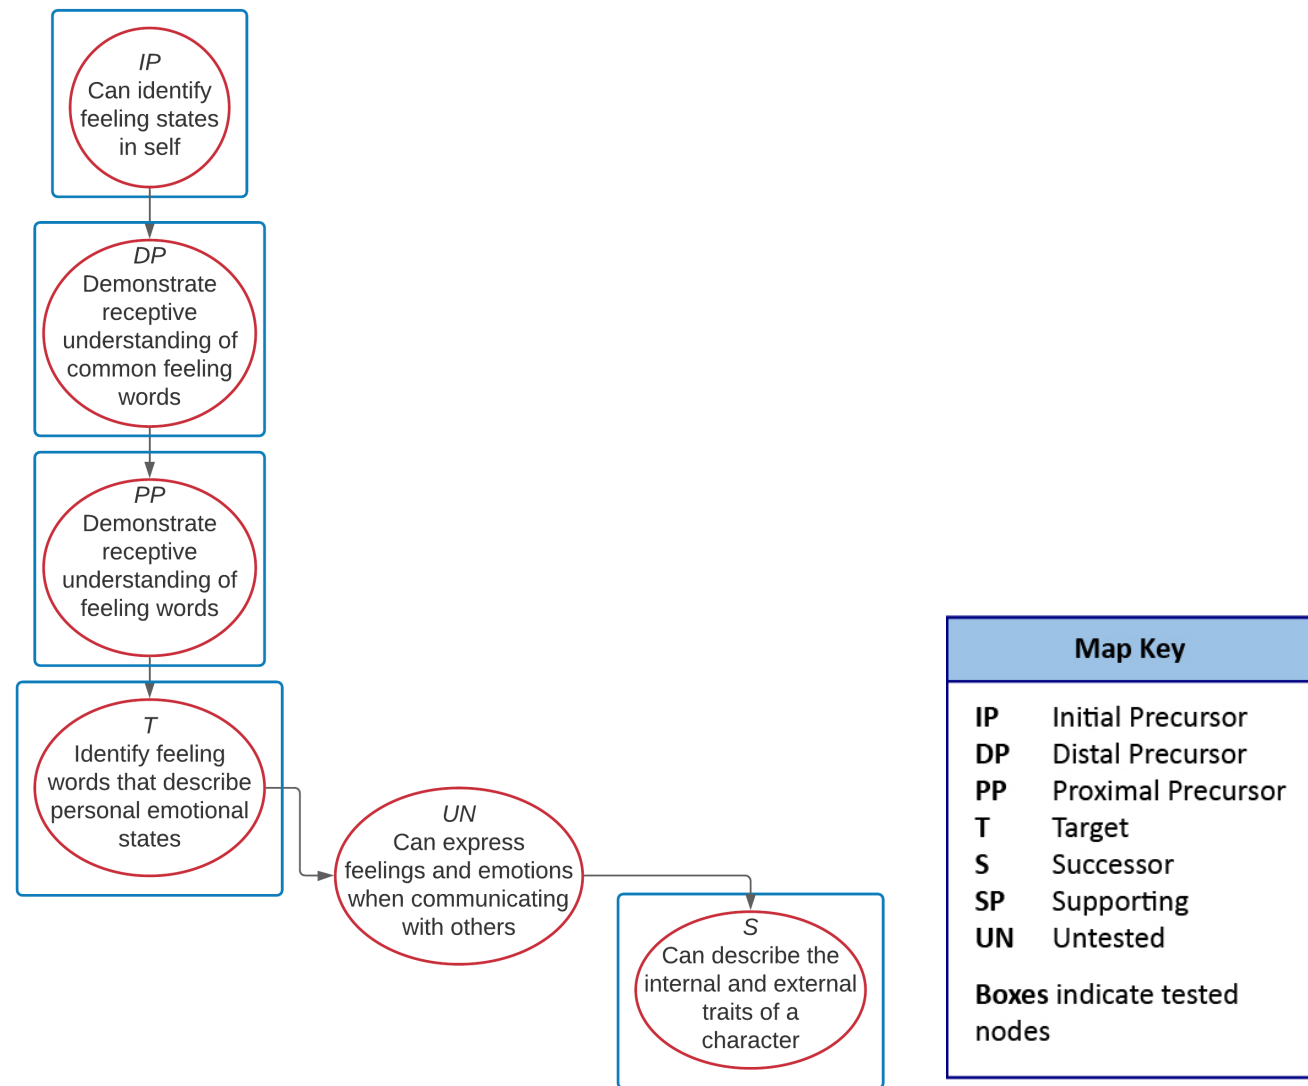 IP
Can identify
feeling states
in self
DP
Demonstrate
receptive
understanding of
common feeling
words
PP
Demonstrate
receptive
understanding of
feeling words
T
Identify feeling
words that describe
personal emotional
states
UN
Can express
feelings and emotions
when communicating
with others
S
Can describe the
internal and external
traits of a
character
Map Key
IP Initial Precursor
DP Distal Precursor
PP Proximal Precursor
T Target
S Successor
SP Supporting
UN Untested
Boxes indicate tested
nodes